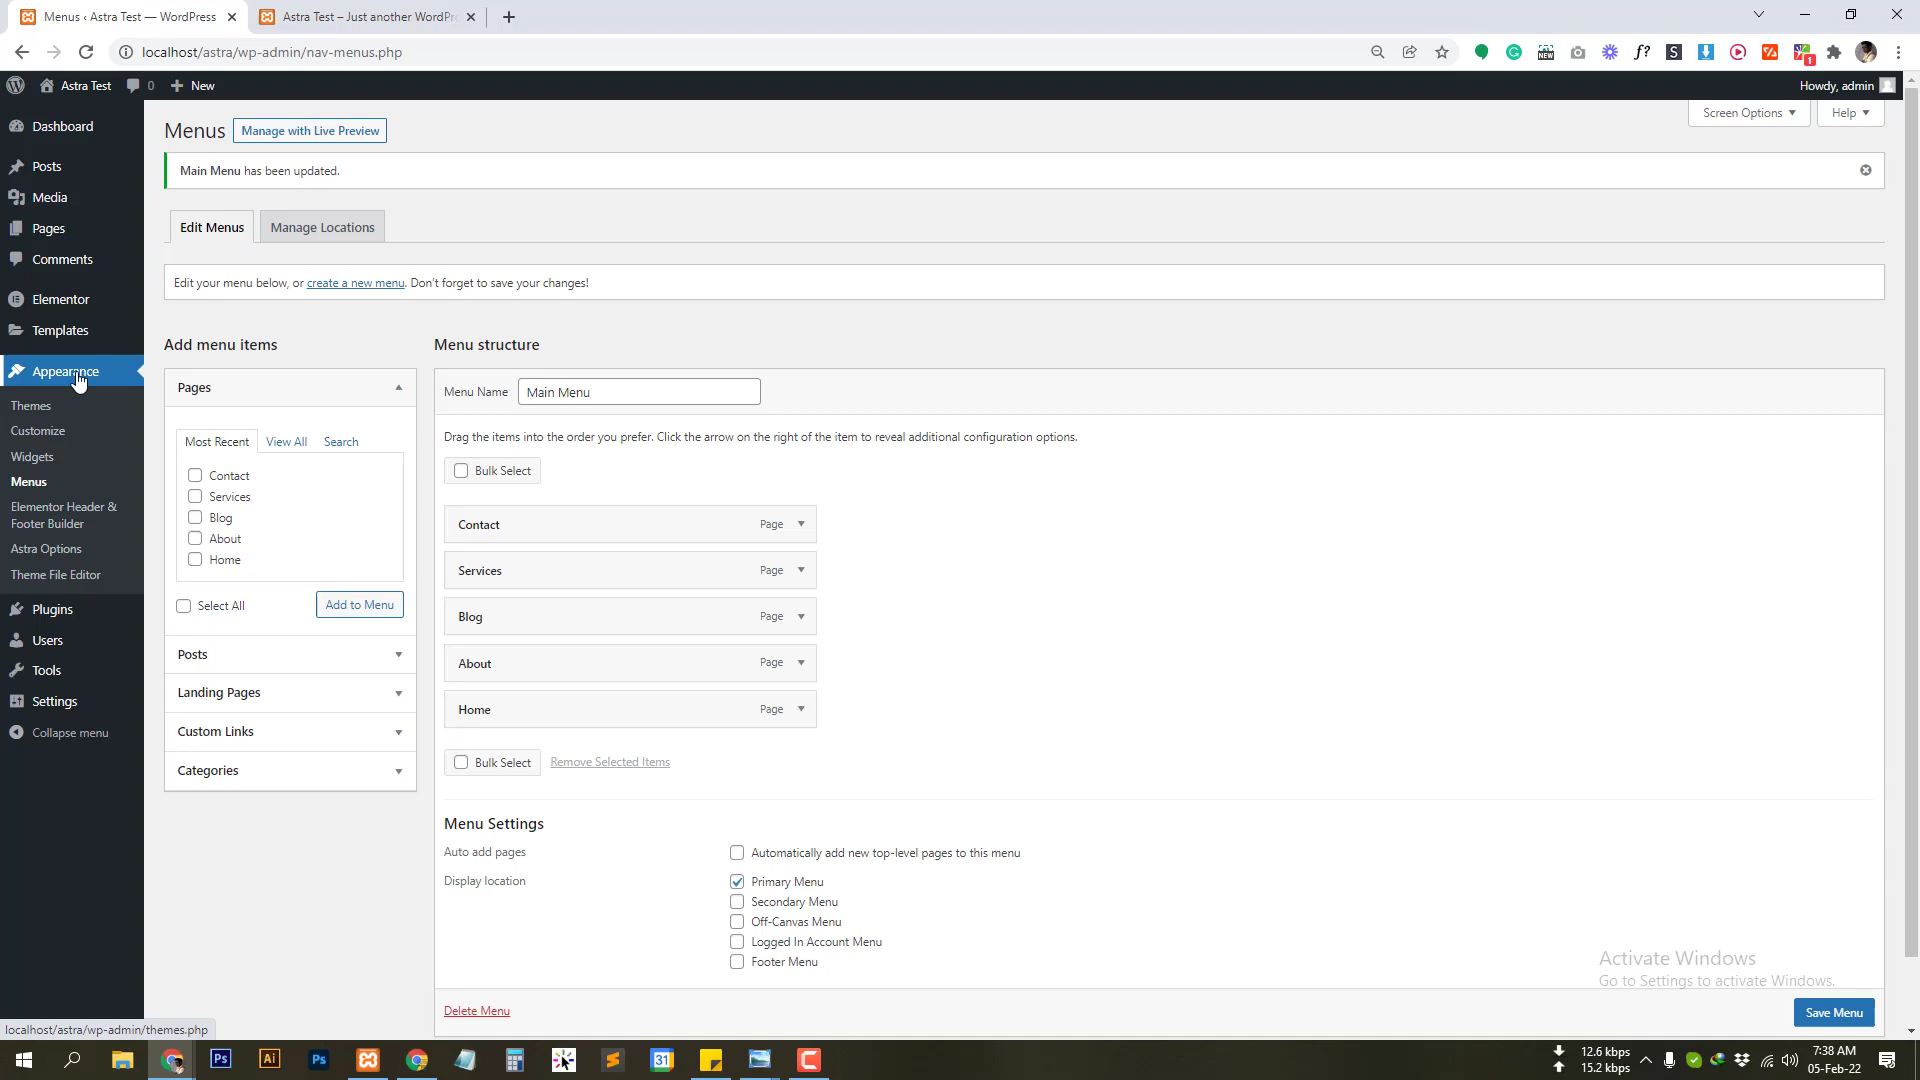 Menus ‹ Astra Test — WordPress
Astra Test – Just another WordPr
localhost/astra/wp-admin/nav-menus.php
NEW
f?
S
1
Astra Test
0
New
Howdy, admin
Dashboard
Posts
Media
Pages
Comments
Elementor
Templates
Appearance
Themes
Customize
Widgets
Menus
Elementor Header &
Footer Builder
Astra Options
Theme File Editor
Plugins
Users
Tools
Settings
Collapse menu
Menus
Manage with Live Preview
Screen Options
Help
Main Menu has been updated.
Edit Menus
Manage Locations
Edit your menu below, or create a new menu. Don't forget to save your changes!
Add menu items
Pages
Most Recent
View All
Search
Contact
Services
Blog
About
Home
Select All
Add to Menu
Posts
Landing Pages
Custom Links
Categories
Menu structure
Menu Name
Main Menu
Drag the items into the order you prefer. Click the arrow on the right of the item to reveal additional configuration options.
Bulk Select
Contact Page
Services Page
Blog Page
About Page
Home Page
Bulk Select
Remove Selected Items
Menu Settings
Auto add pages
Automatically add new top-level pages to this menu
Display location
Primary Menu
Secondary Menu
Off-Canvas Menu
Logged In Account Menu
Footer Menu
Activate Windows
Go to Settings to activate Windows.
Delete Menu
Save Menu
localhost/astra/wp-admin/themes.php
Ps
Ai
Ps
31
12.6 kbps
15.2 kbps
7:38 AM
05-Feb-22